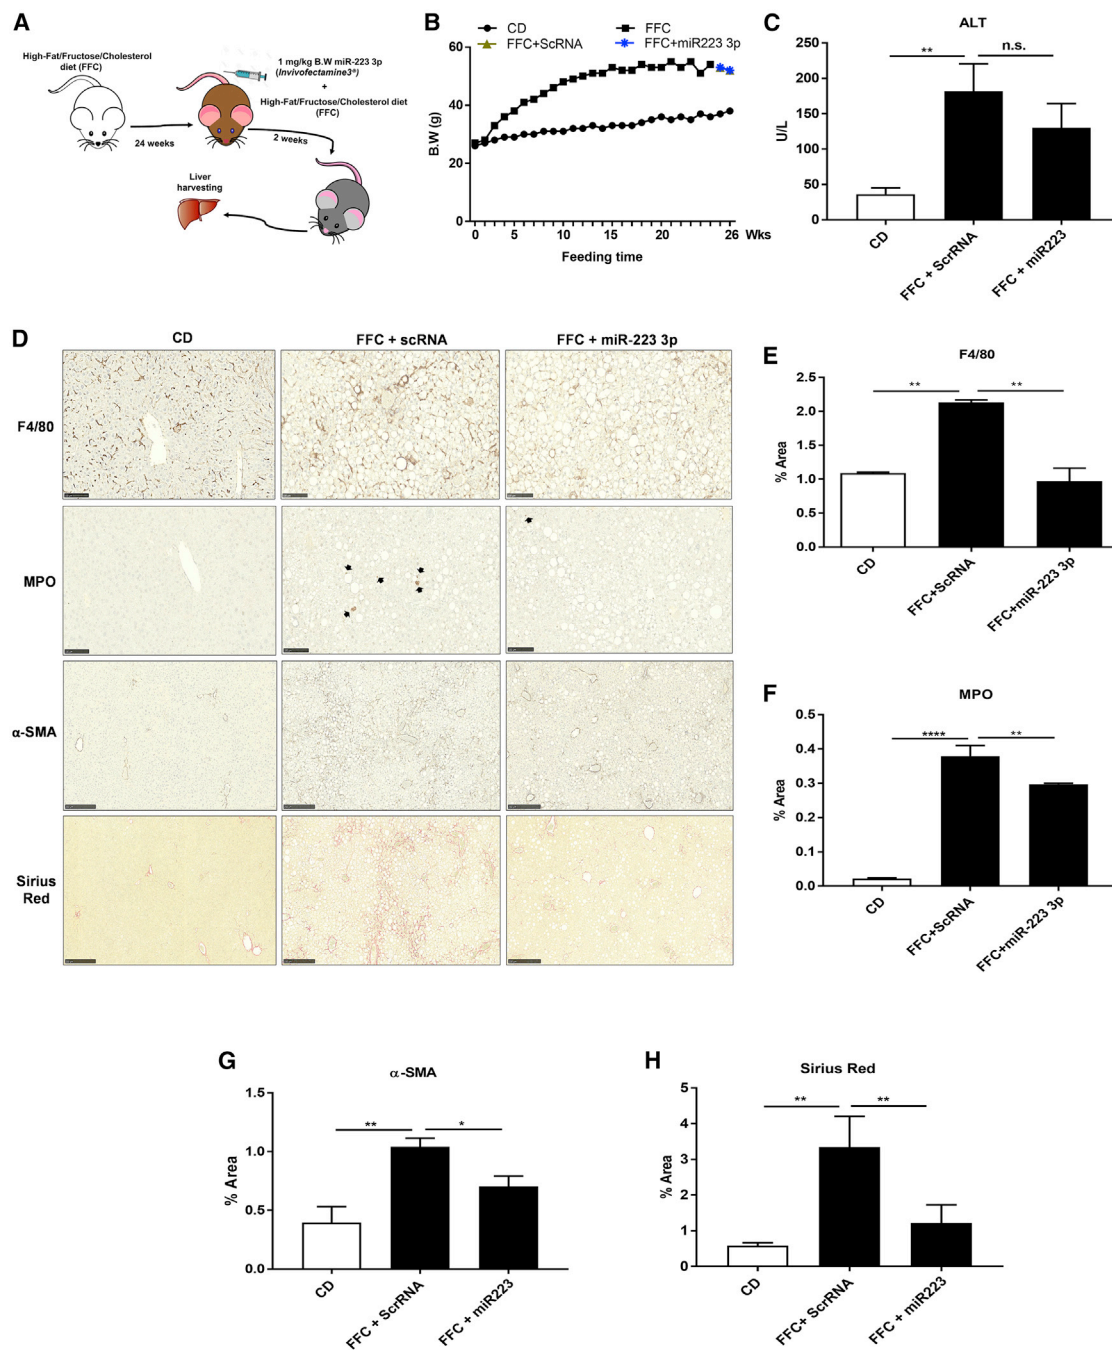 A
High-Fat/Fructose/Cholesterol
diet (FFC)
1 mg/kg B.W miR-223 3p
(Invivofectamine3®)
+
High-Fat/Fructose/Cholesterol diet
(FFC)
24 weeks
2 weeks
Liver
harvesting
B
CD
FFC
FFC+ScRNA
FFC+miR223 3p
60
40
20
0
B.W (g)
0 5 10 15 20 26 Wks
Feeding time
C
ALT
** n.s.
250
200
150
100
50
0
U/L
CD
FFC + ScrRNA
FFC + miR223
D
CD FFC + scRNA FFC + miR-223 3p
F4/80
MPO
α-SMA
Sirius
Red
E
F4/80
** **
2.5
2.0
1.5
1.0
0.5
0.0
% Area
CD
FFC+ScRNA
FFC+miR-223 3p
F
MPO
**** **
0.5
0.4
0.3
0.2
0.1
0.0
% Area
CD
FFC+ScRNA
FFC+miR-223 3p
G
α-SMA
** *
1.5
1.0
0.5
0.0
% Area
CD
FFC + ScrRNA
FFC + miR223
H
Sirius Red
** **
5
4
3
2
1
0
% Area
CD
FFC+ ScrRNA
FFC + miR223